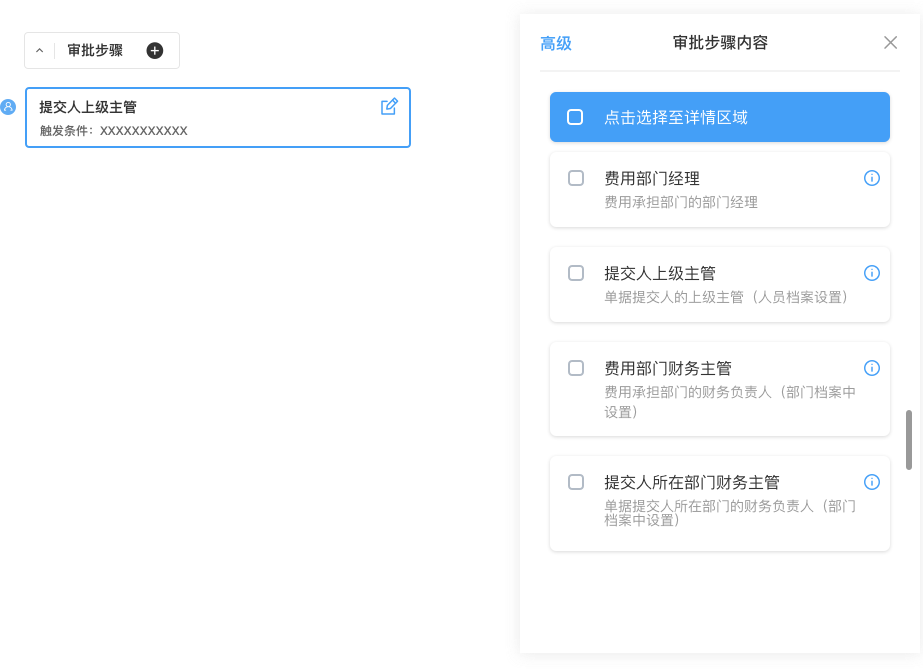 审批步骤
提交人上级主管
触发条件：XXXXXXXXXXX
高级
审批步骤内容
点击选择至详情区域
费用部门经理
费用承担部门的部门经理
提交人上级主管
单据提交人的上级主管（人员档案设置）
费用部门财务主管
费用承担部门的财务负责人（部门档案中
设置）
提交人所在部门财务主管
单据提交人所在部门的财务负责人（部门
档案中设置）